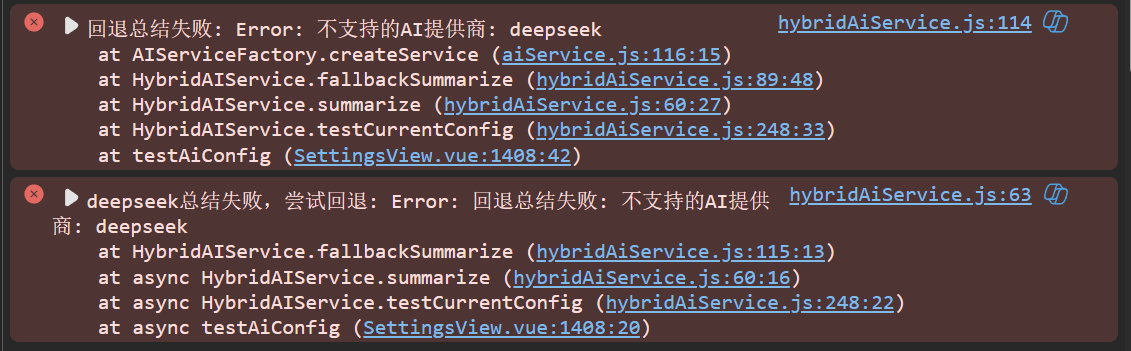 回退总结失败: Error: 不支持的AI提供商: deepseek hybridAiService.js:114
at AIServiceFactory.createService (aiService.js:116:15)
at HybridAIService.fallbackSummarize (hybridAiService.js:89:48)
at HybridAIService.summarize (hybridAiService.js:60:27)
at HybridAIService.testCurrentConfig (hybridAiService.js:248:33)
at testAiConfig (SettingsView.vue:1408:42)
deepseek总结失败，尝试回退: Error: 回退总结失败: 不支持的AI提供 hybridAiService.js:63
商: deepseek
at HybridAIService.fallbackSummarize (hybridAiService.js:115:13)
at async HybridAIService.summarize (hybridAiService.js:60:16)
at async HybridAIService.testCurrentConfig (hybridAiService.js:248:22)
at async testAiConfig (SettingsView.vue:1408:20)